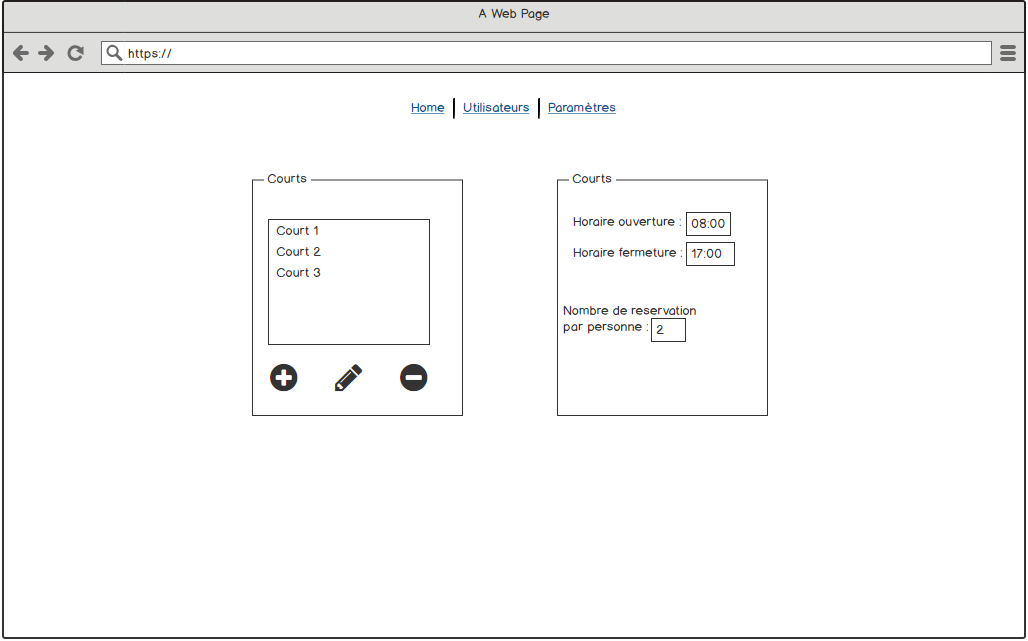 A Web Page
https://
Home Utilisateurs Paramètres
Courts
Court 1
Court 2
Court 3
Courts
Horaire ouverture : 08:00
Horaire fermeture : 17:00
Nombre de reservation
par personne : 2